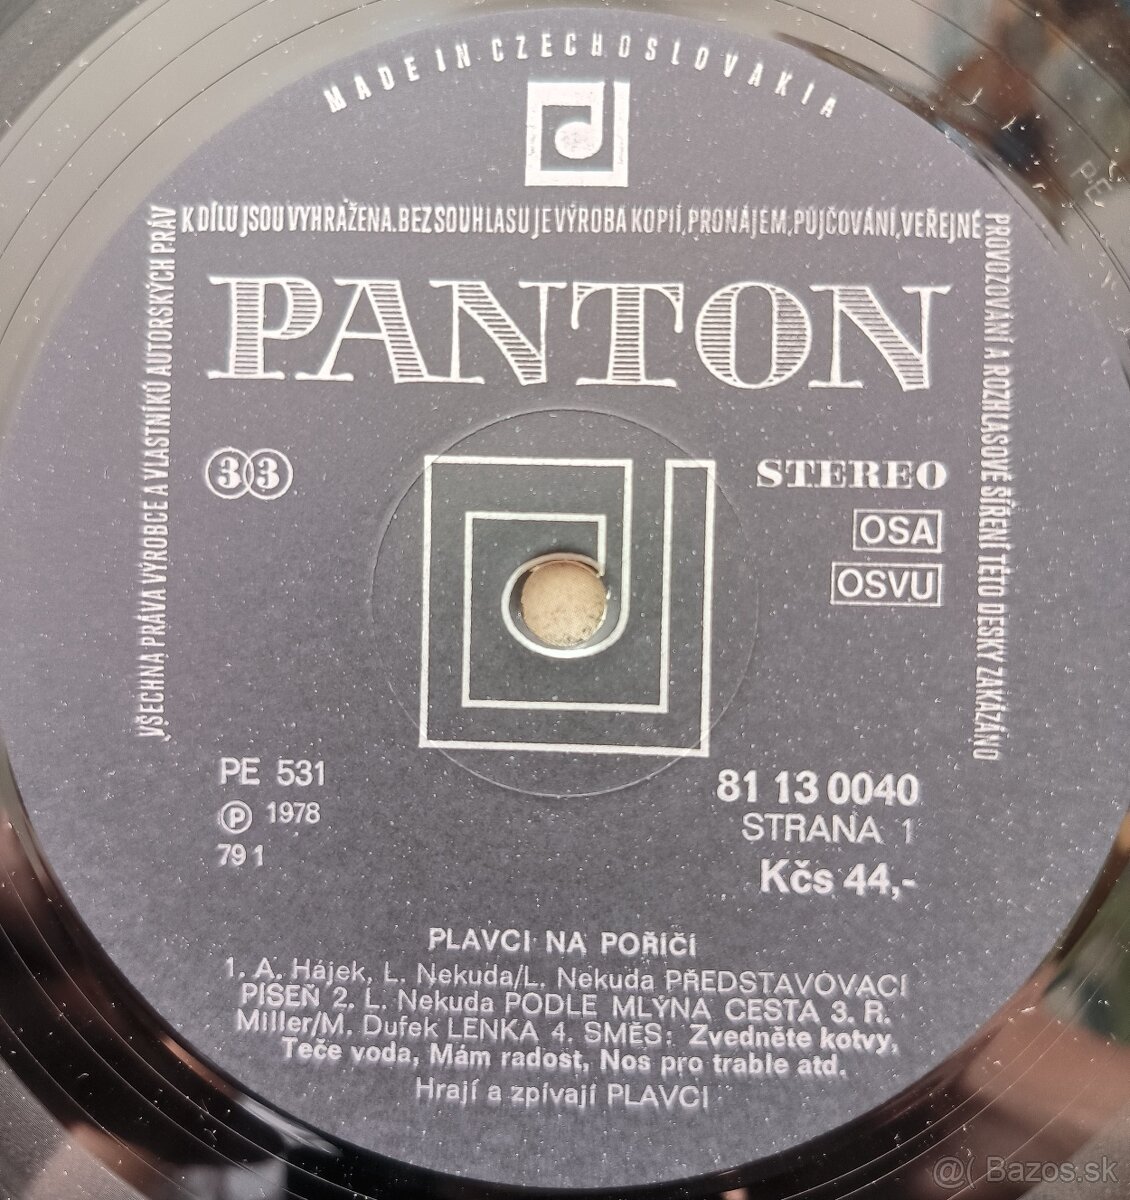 MADE IN CZECHOSLOVAKIA
VŠECHNA PRÁVA VÝROBCE A VLASTNÍKŮ AUTORSKÝCH PRÁV
K DÍLU JSOU VYHRAŽENA. BEZ SOUHLASU JE VÝROBA KOPIÍ, PRONÁJEM, PŮJČOVÁNÍ, VEŘEJNÉ
PROVOZOVÁNÍ A ROZHLASOVÉ ŠÍŘENÍ TÉTO DESKY ZAKÁZÁNO
PANTON
33
STEREO
OSA
OSVU
PE 531
℗ 1978
79 1
81 13 0040
STRANA 1
Kčs 44,-
PLAVCI NA POŘÍČÍ
1. A. Hájek, L. Nekuda/L. Nekuda PŘEDSTAVOVACÍ
PÍSEŇ 2. L. Nekuda PODLE MLÝNA CESTA 3. R.
Miller/M. Dufek LENKA 4. SMĚS: Zvedněte kotvy,
Teče voda, Mám radost, Nos pro trable atd.
Hrají a zpívají PLAVCI
PE
@( Bazos.sk